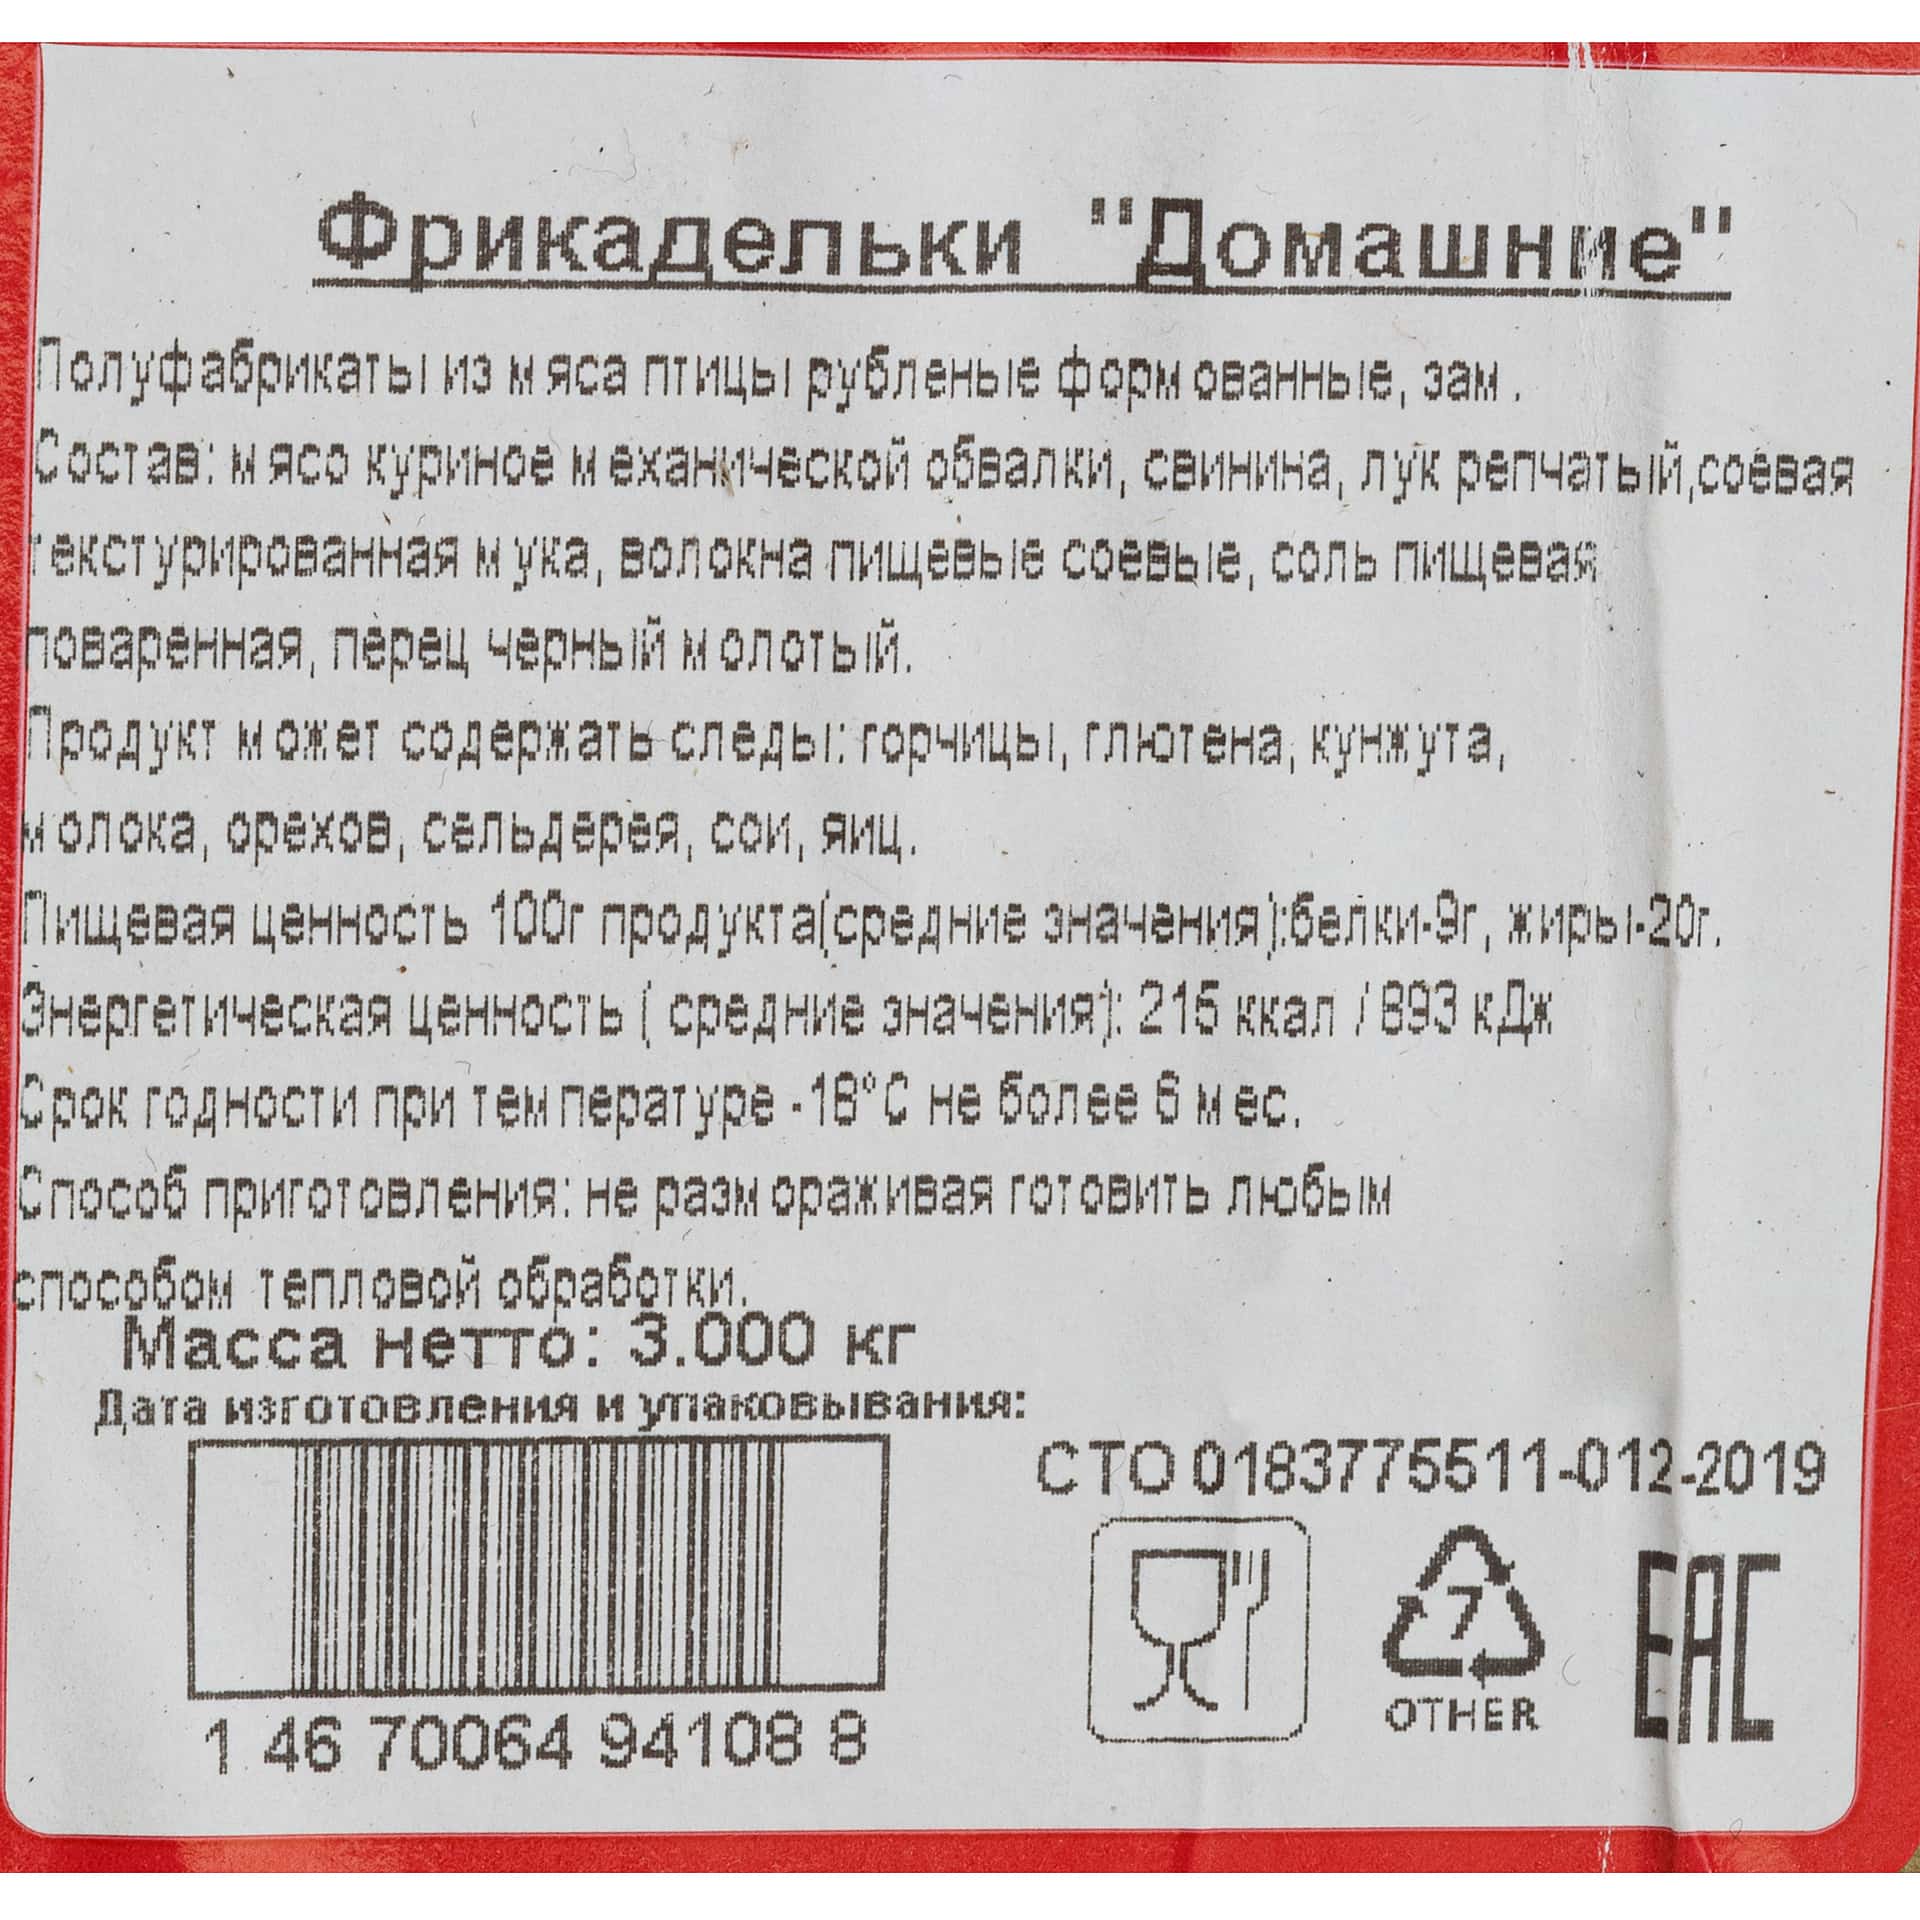 Фрикадельки "Домашние"
Полуфабрикаты из мяса птицы рубленые формованные, зам.
Состав: мясо куриное механической обвалки, свинина, лук репчатый,соевая
текстурированная мука, волокна пищевые соевые, соль пищевая
поваренная, перец черный молотый.
Продукт может содержать следы: горчицы, глютена, кунжута,
молока, орехов, сельдерея, сои, яиц.
Пищевая ценность 100г продукта(средние значения):белки-9г, жиры-20г.
Энергетическая ценность ( средние значения): 215 ккал / 893 кДж
Срок годности при температуре -18°С не более 6 мес.
Способ приготовления: не размораживая готовить любым
способом тепловой обработки.
Масса нетто: 3.000 кг
Дата изготовления и упаковывания:
СТО 0183775511-012-2019
7
OTHER
EAC
1 46 70064 94108 8